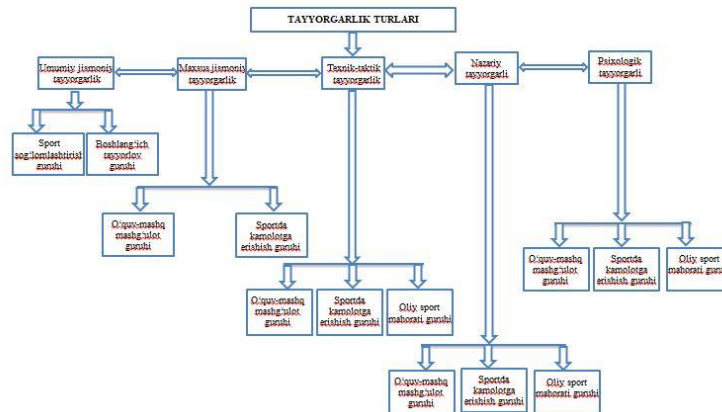 TAYYORGARLIK TURLARI
Umumiy jismoniy
tayyorgarlik
Maxsus jismoniy
tayyorgarlik
Texnik-taktik
tayyorgarlik
Nazariy
tayyorgarli
Psixologik
tayyorgarli
Sport
sog‘lomlashtirish
guruhi
Boshlang‘ich
tayyorlov
guruhi
O‘quv-mashq
mashg‘ulot
guruhi
Sportda
kamolotga
erishish guruhi
O‘quv-mashq
mashg‘ulot
guruhi
Sportda
kamolotga
erishish guruhi
Oliy sport
mahorati guruhi
O‘quv-mashq
mashg‘ulot
guruhi
Sportda
kamolotga
erishish guruhi
Oliy sport
mahorati guruhi
O‘quv-mashq
mashg‘ulot
guruhi
Sportda
kamolotga
erishish guruhi
Oliy sport
mahorati guruhi